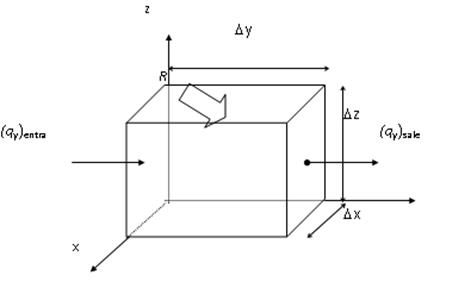 z
Δy
R
(qy)entra
Δz
(qy)sale
Δx
x